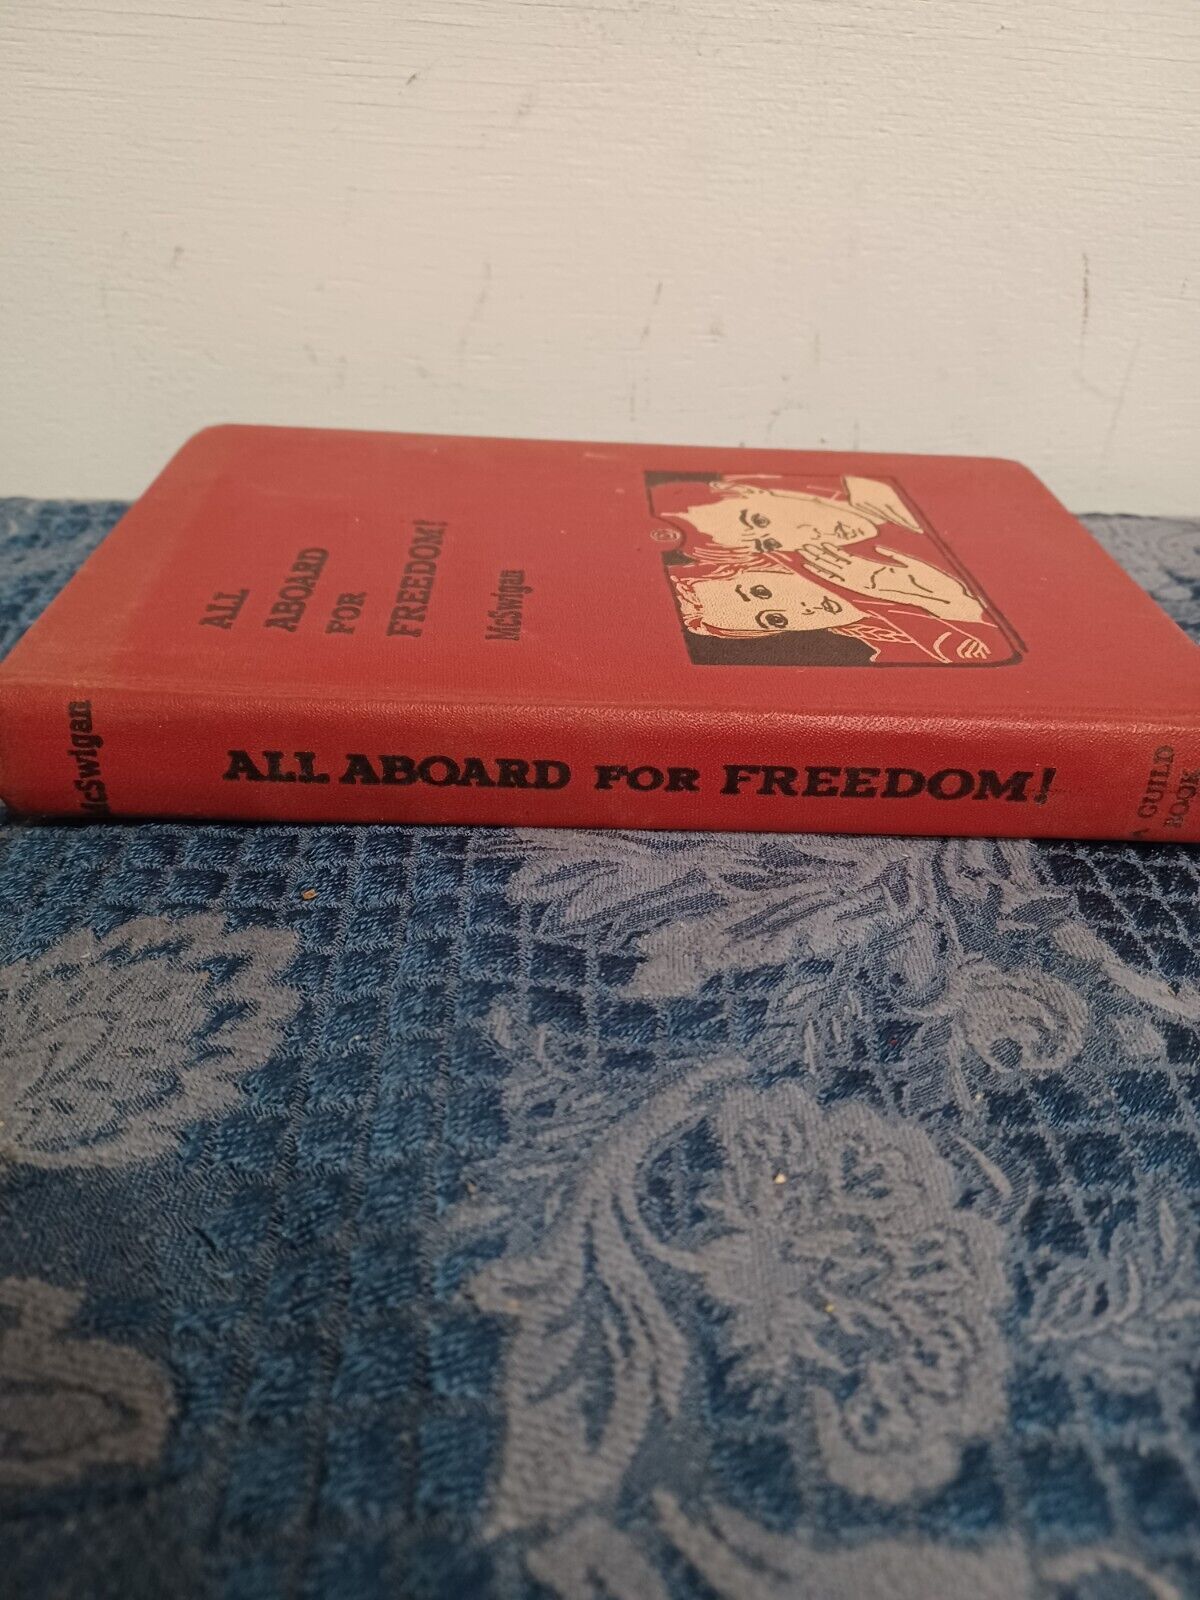 ALL
ABOARD
FOR
FREEDOM!
McSwigan
McSwigan
ALL ABOARD FOR FREEDOM!
A GUILD
BOOK